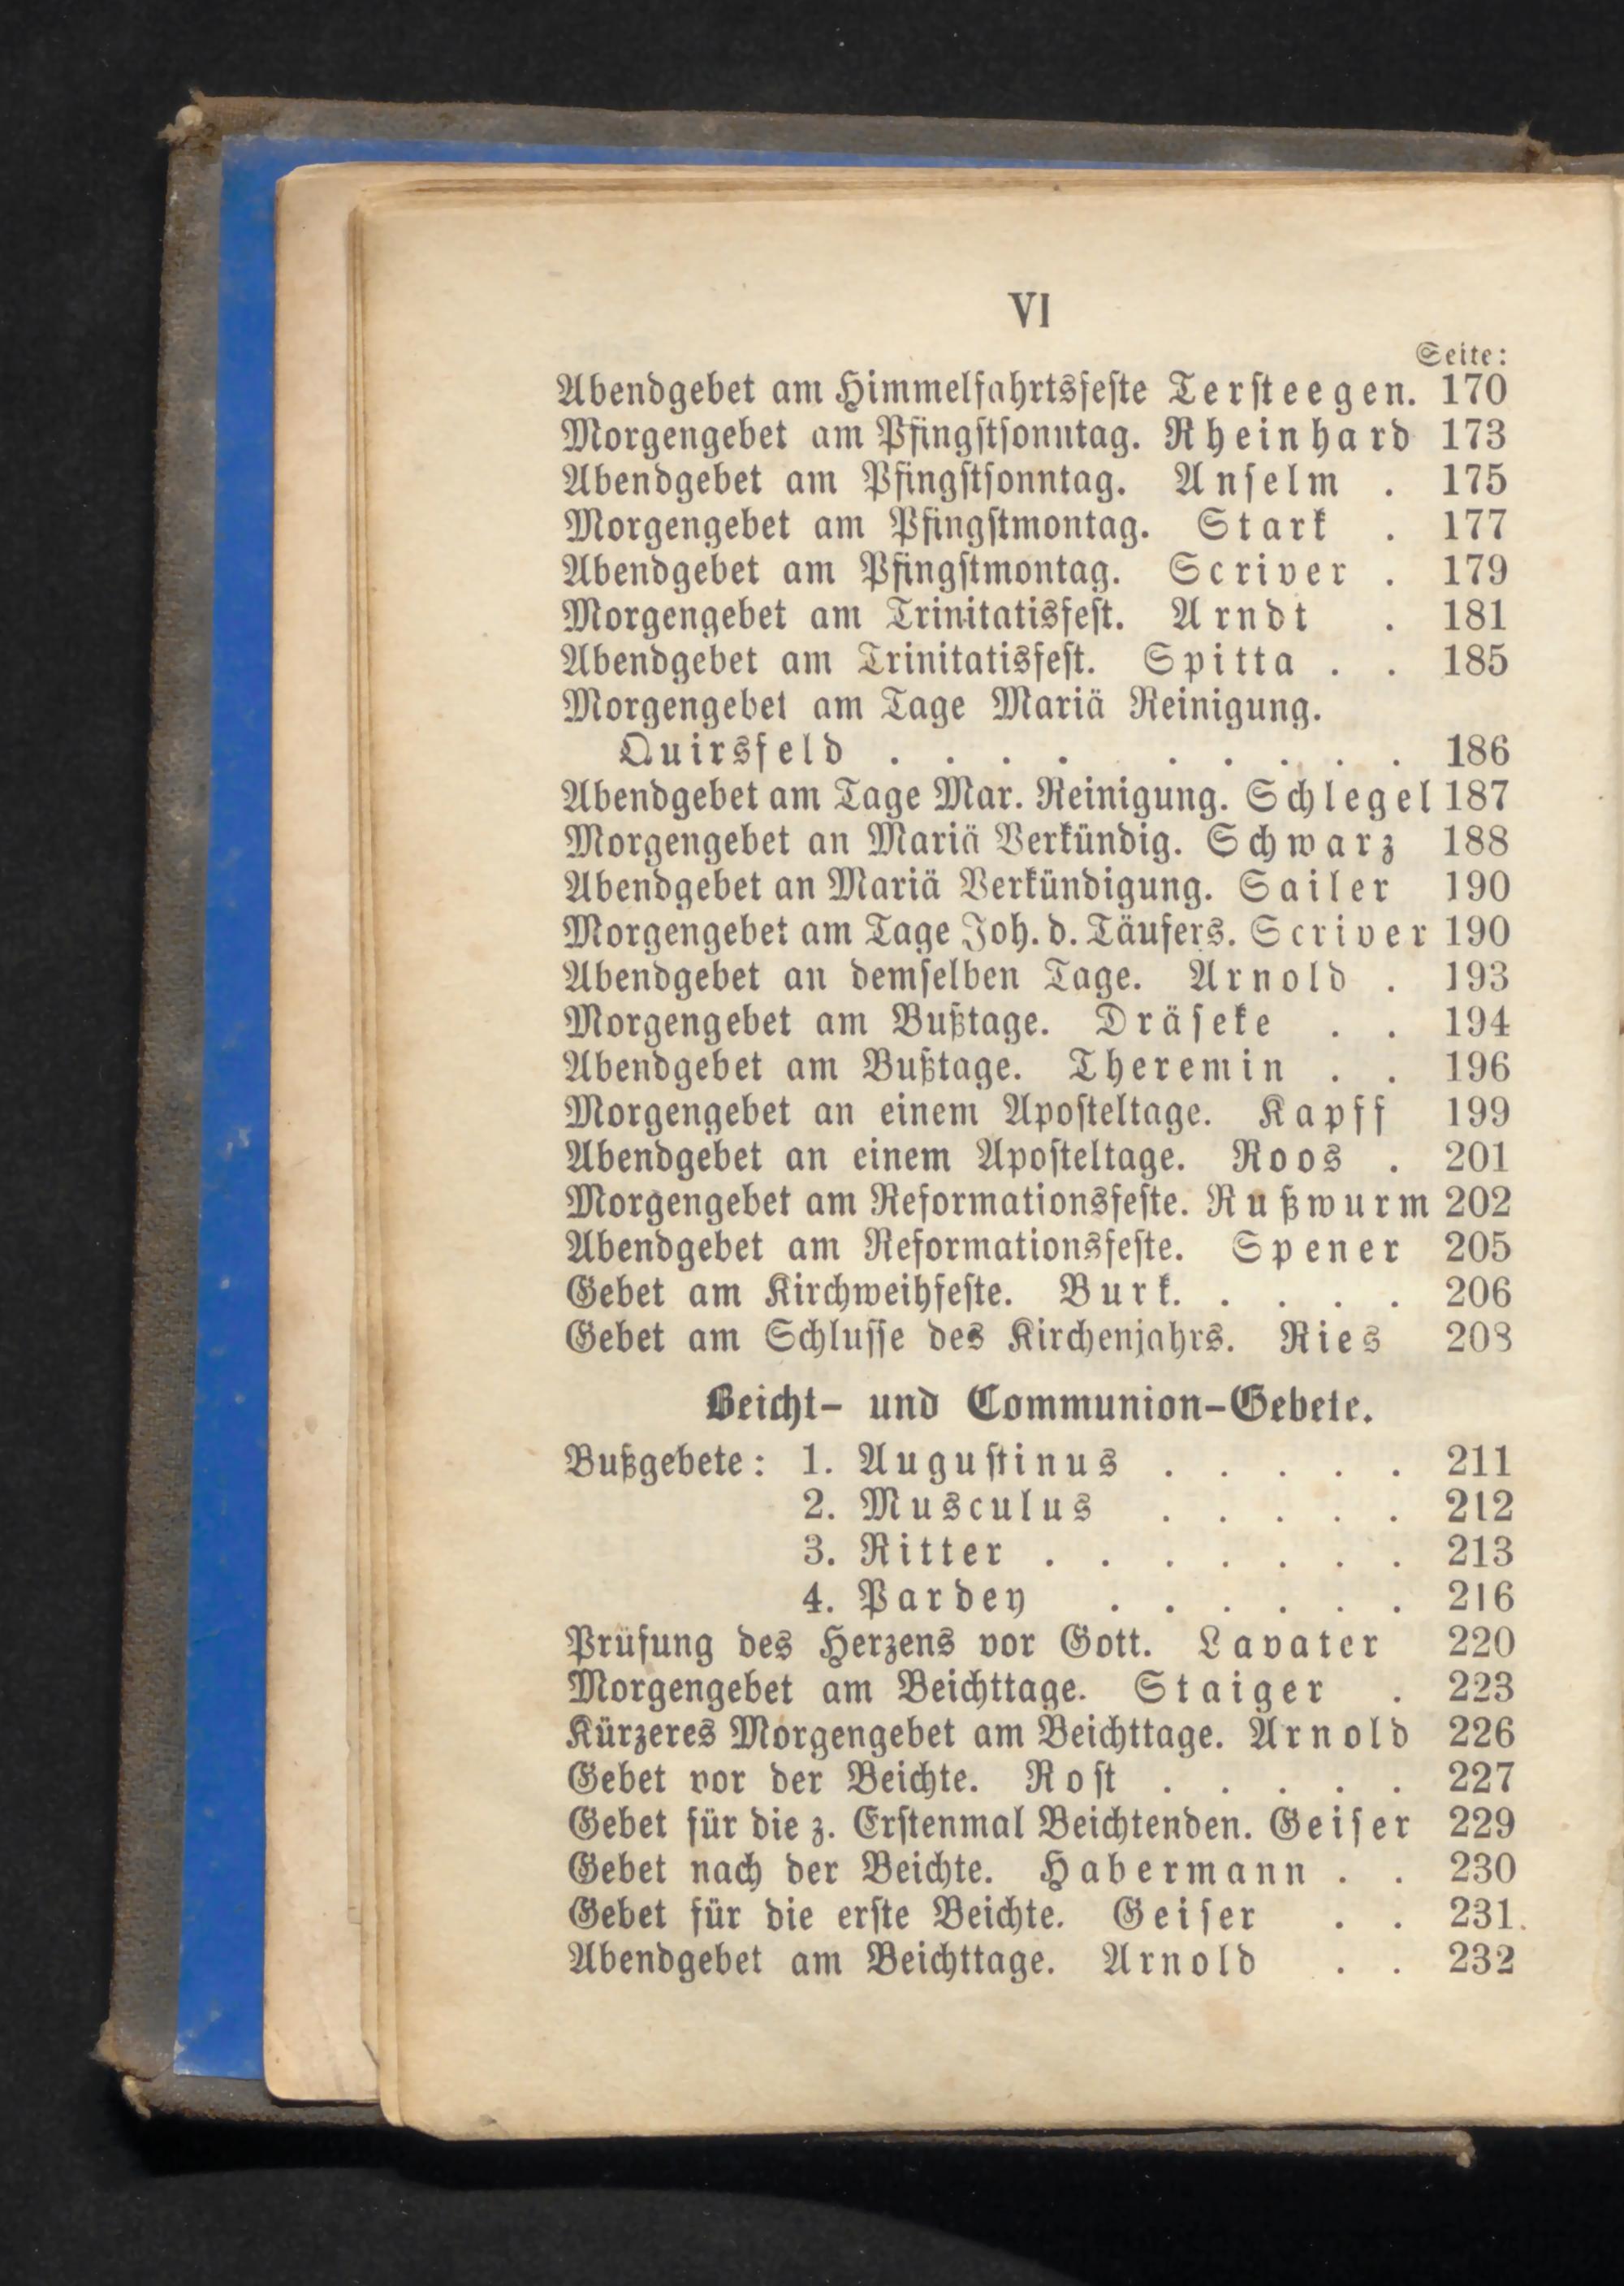 VI
Seite:
Abendgebet am Himmelfahrtsfeste Tersteegen. 170
Morgengebet am Pfingstsonntag. Rheinhard 173
Abendgebet am Pfingstsonntag. Anselm . 175
Morgengebet am Pfingstmontag. Stark . 177
Abendgebet am Pfingstmontag. Scriver . 179
Morgengebet am Trinitatisfest. Arndt . 181
Abendgebet am Trinitatisfest. Spitta . . 185
Morgengebet am Tage Mariä Reinigung.
Quirsfeld . . . . . . . . . 186
Abendgebet am Tage Mar. Reinigung. Schlegel 187
Morgengebet an Mariä Verkündig. Schwarz 188
Abendgebet an Mariä Verkündigung. Sailer 190
Morgengebet am Tage Joh. d. Täufers. Scriver 190
Abendgebet an demselben Tage. Arnold . 193
Morgengebet am Bußtage. Dräseke . . 194
Abendgebet am Bußtage. Theremin . . 196
Morgengebet an einem Aposteltage. Kapff 199
Abendgebet an einem Aposteltage. Roos . 201
Morgengebet am Reformationsfeste. Rußwurm 202
Abendgebet am Reformationsfeste. Spener 205
Gebet am Kirchweihfeste. Burk. . . . . 206
Gebet am Schlusse des Kirchenjahrs. Ries 208
Beicht- und Communion-Gebete.
Bußgebete: 1. Augustinus . . . . . 211
2. Musculus . . . . . 212
3. Ritter . . . . . . . 213
4. Pardey . . . . . . 216
Prüfung des Herzens vor Gott. Lavater 220
Morgengebet am Beichttage. Staiger . 223
Kürzeres Morgengebet am Beichttage. Arnold 226
Gebet vor der Beichte. Rost . . . . . 227
Gebet für die z. Erstenmal Beichtenden. Geiser 229
Gebet nach der Beichte. Habermann . . 230
Gebet für die erste Beichte. Geiser . . 231.
Abendgebet am Beichttage. Arnold . . 232